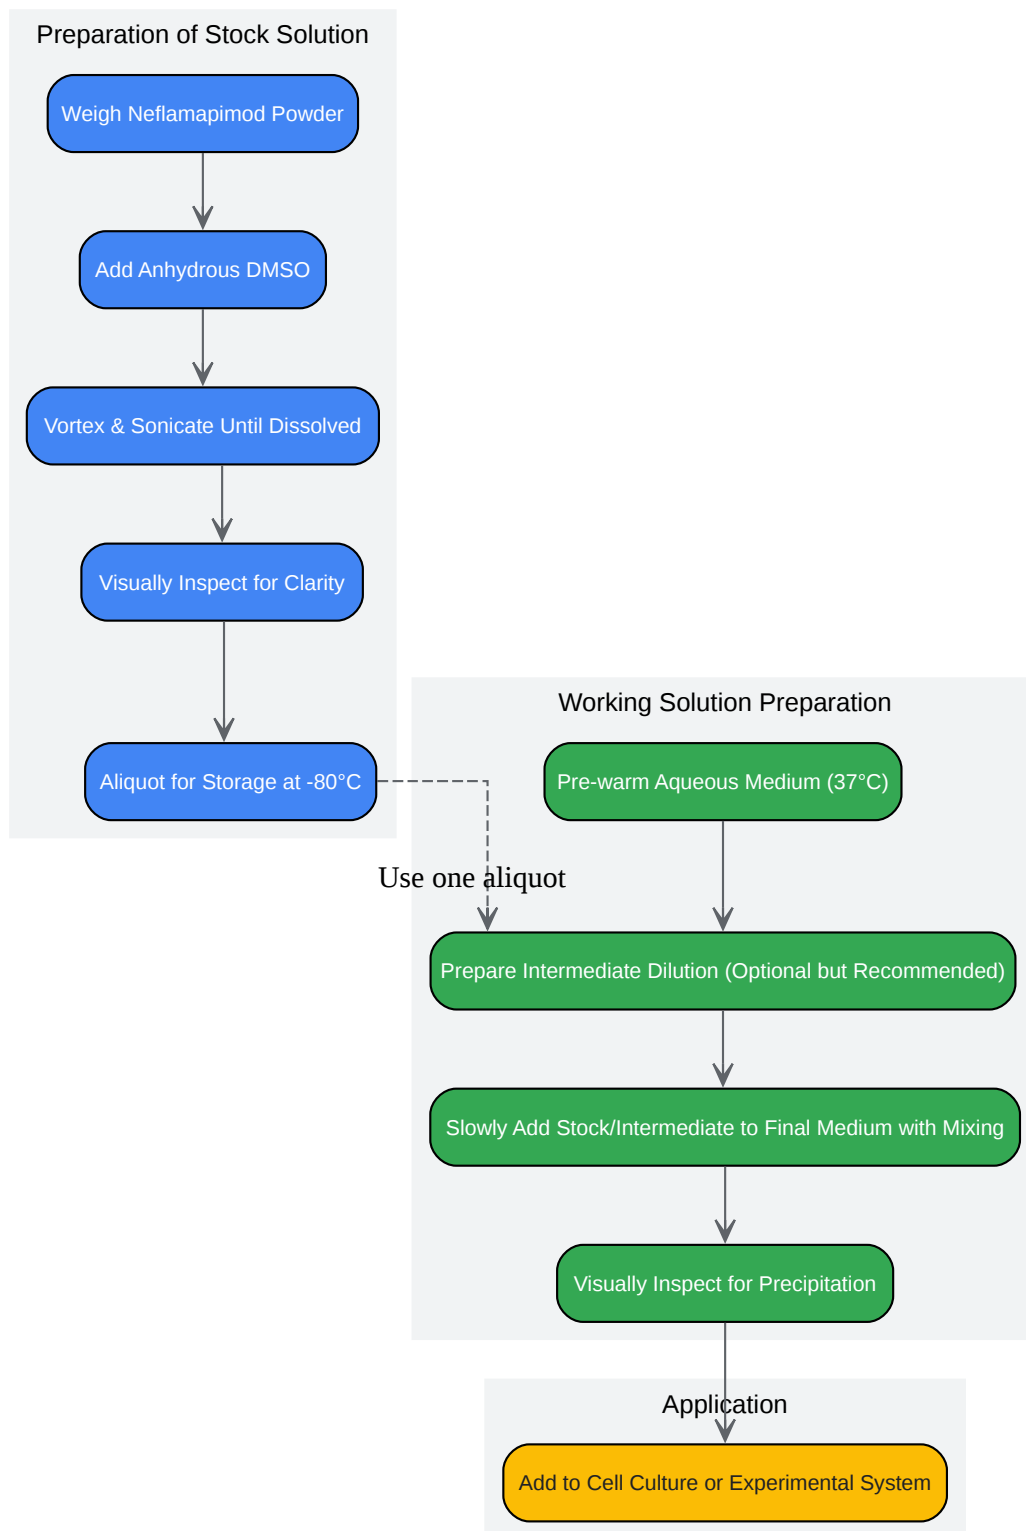 Preparation of Stock Solution
Weigh Neflamapimod Powder
Add Anhydrous DMSO
Vortex & Sonicate Until Dissolved
Visually Inspect for Clarity
Aliquot for Storage at -80°C
Use one aliquot
Working Solution Preparation
Pre-warm Aqueous Medium (37°C)
Prepare Intermediate Dilution (Optional but Recommended)
Slowly Add Stock/Intermediate to Final Medium with Mixing
Visually Inspect for Precipitation
Application
Add to Cell Culture or Experimental System